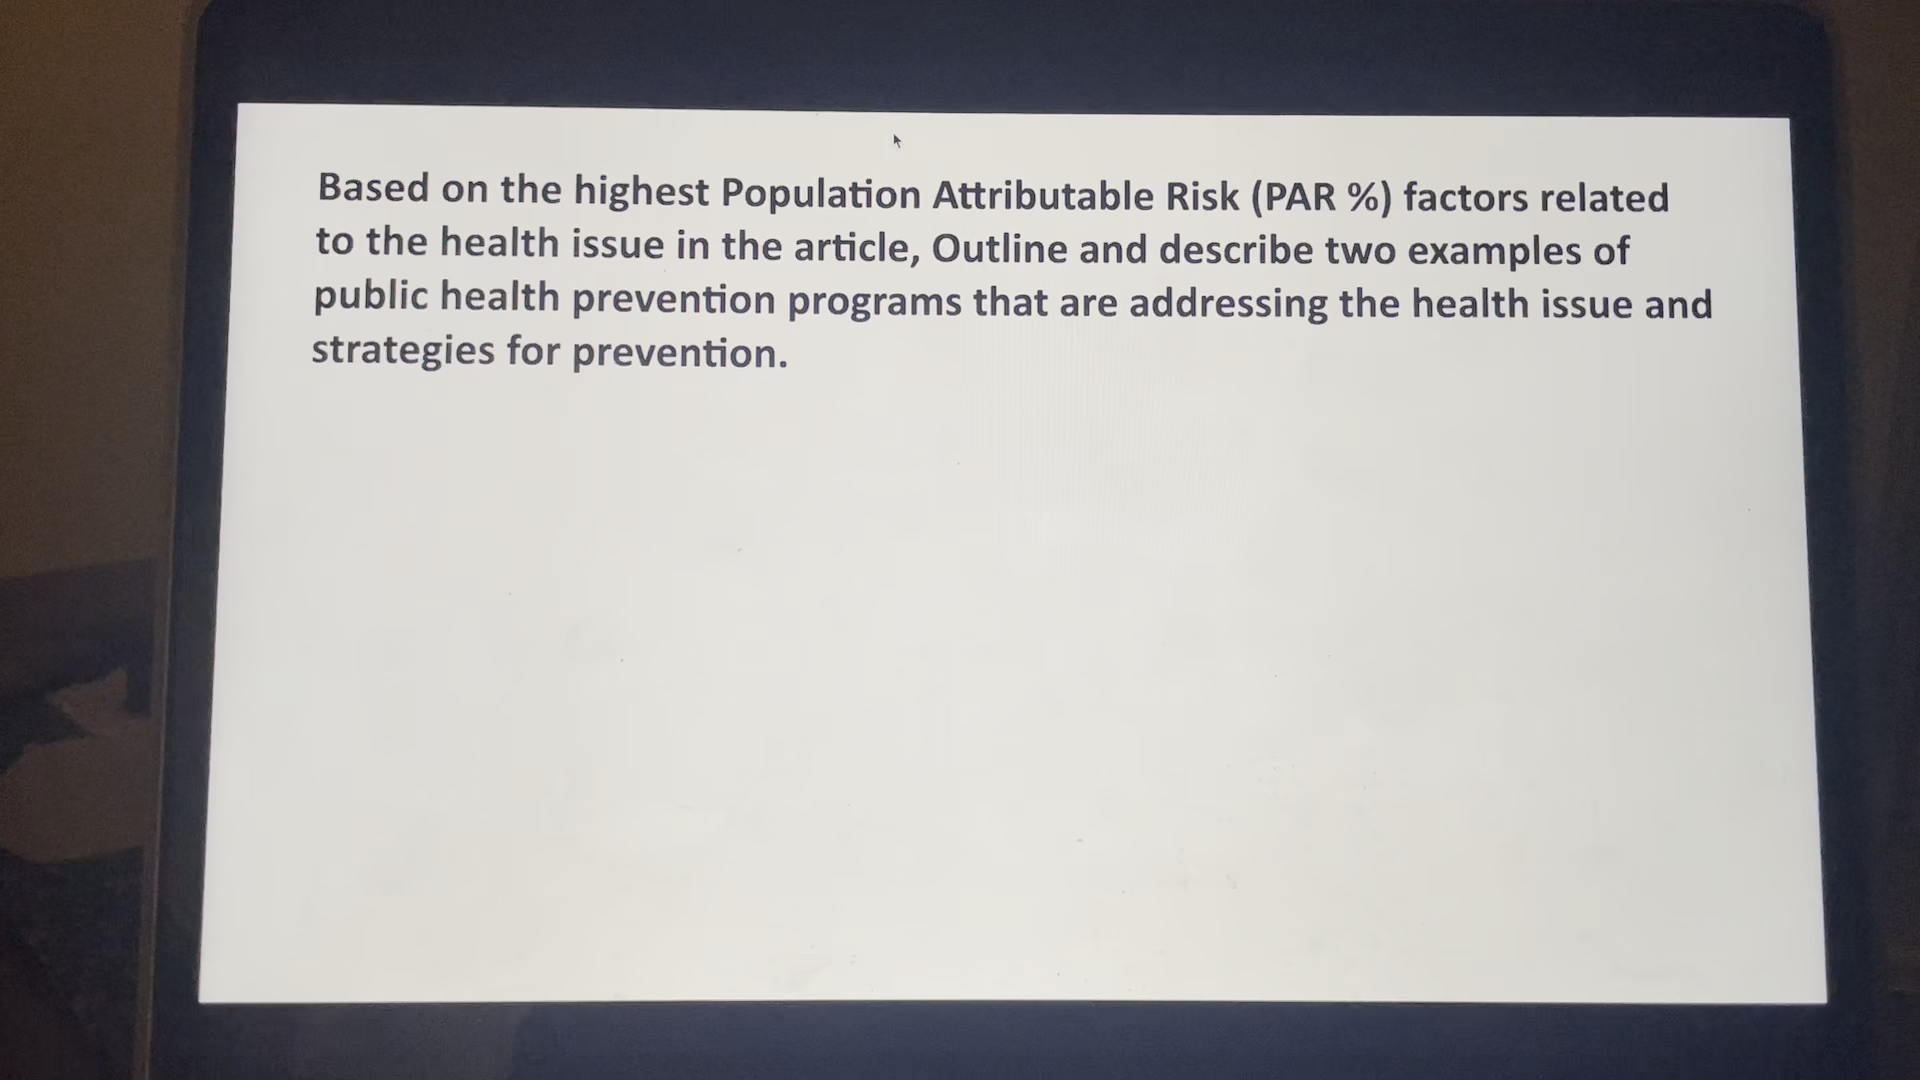 Based on the highest Population Attributable Risk (PAR %) factors related
to the health issue in the article, Outline and describe two examples of
public health prevention programs that are addressing the health issue and
strategies for prevention.